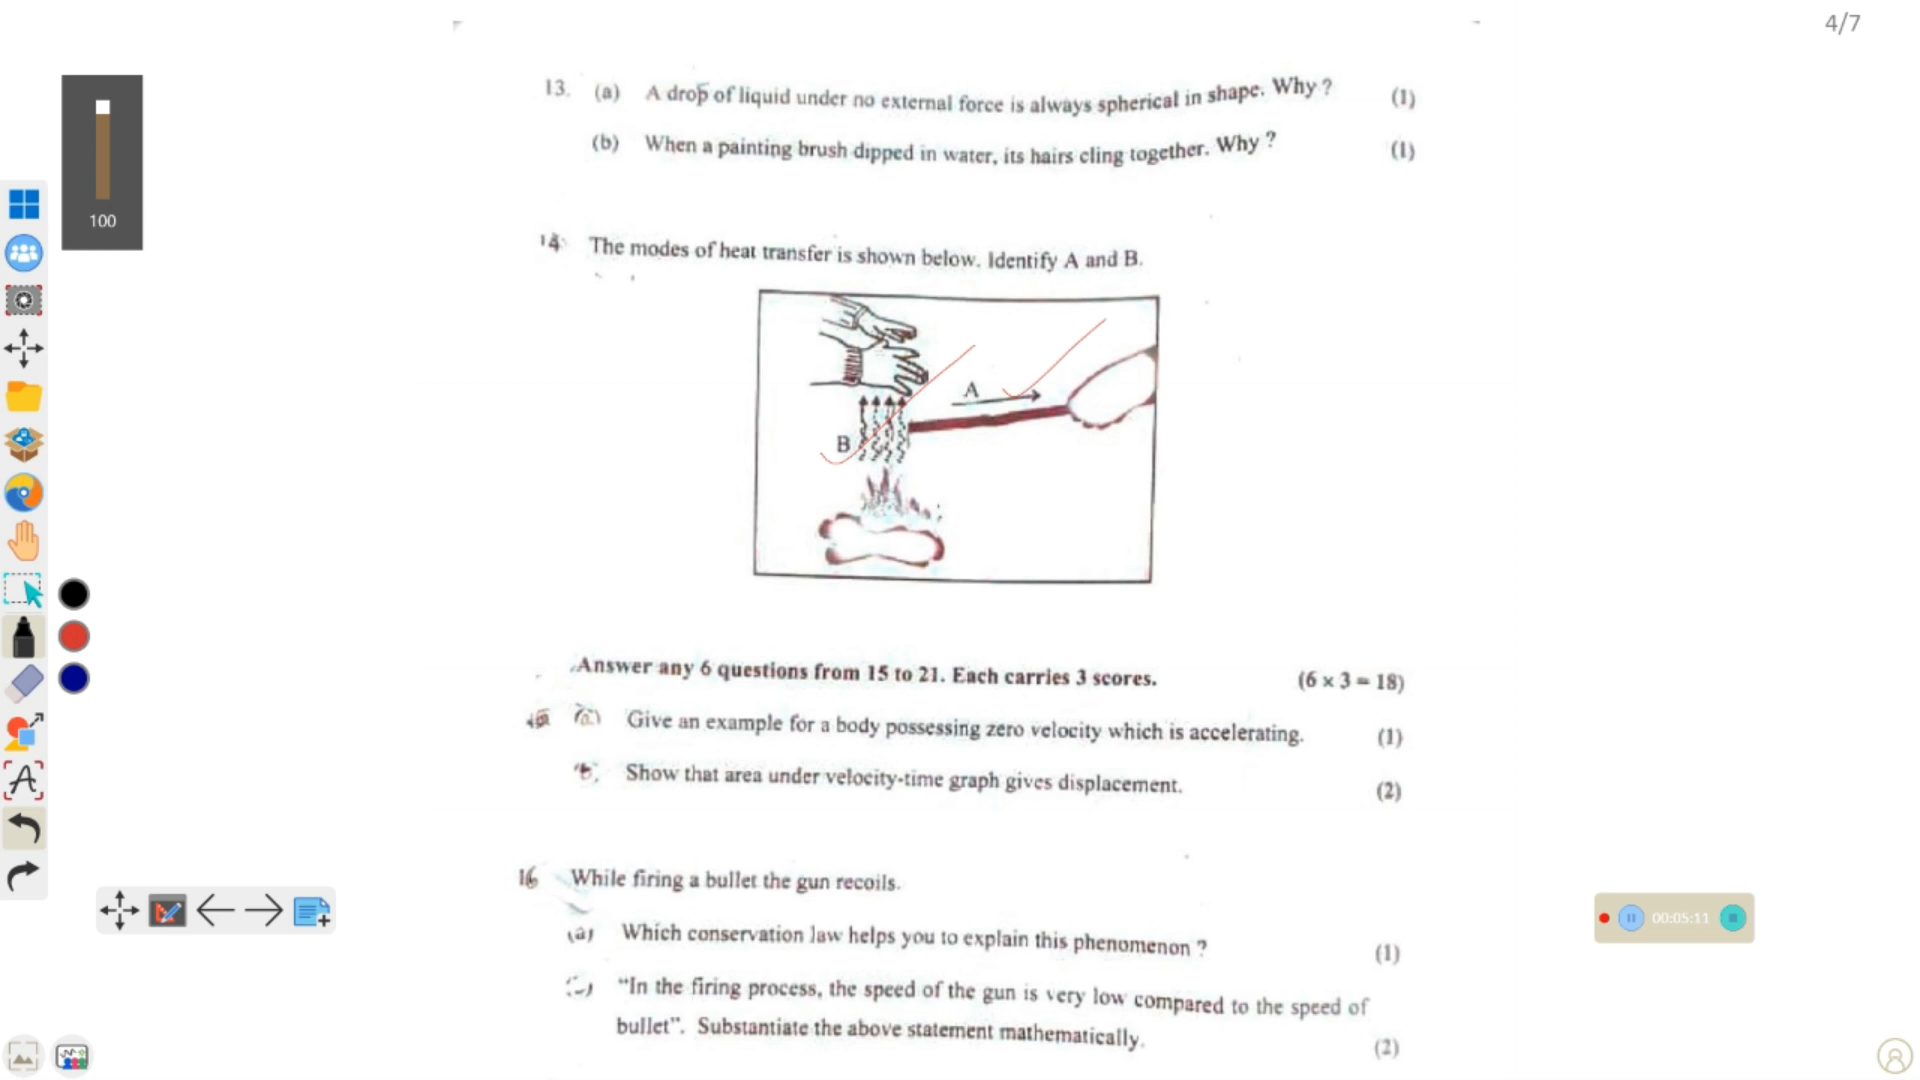 4/7
100
13. (a) A drop of liquid under no external force is always spherical in shape. Why ? (1)
(b) When a painting brush dipped in water, its hairs cling together. Why ? (1)
14. The modes of heat transfer is shown below. Identify A and B.
A
B
Answer any 6 questions from 15 to 21. Each carries 3 scores. (6 × 3 = 18)
(a) Give an example for a body possessing zero velocity which is accelerating. (1)
b. Show that area under velocity-time graph gives displacement. (2)
16 While firing a bullet the gun recoils.
(a) Which conservation law helps you to explain this phenomenon ? (1)
“In the firing process, the speed of the gun is very low compared to the speed of
bullet”. Substantiate the above statement mathematically. (2)
00:05:11